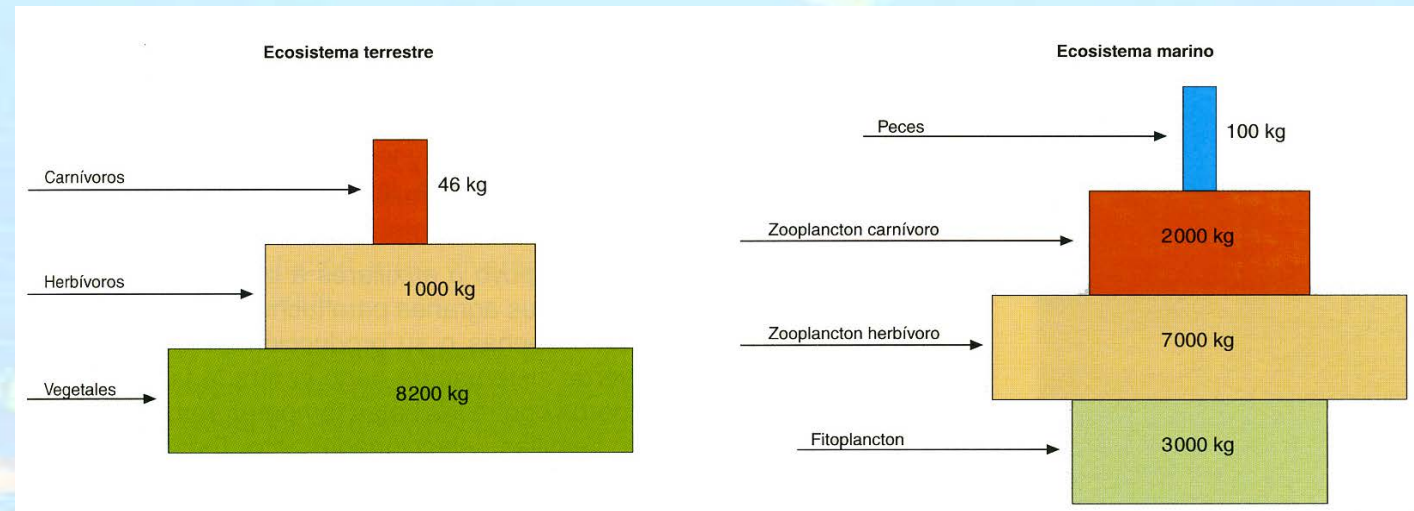 Ecosistema terrestre
Carnívoros
46 kg
Herbívoros
1000 kg
Vegetales
8200 kg
Ecosistema marino
Peces
100 kg
Zooplancton carnívoro
2000 kg
Zooplancton herbívoro
7000 kg
Fitoplancton
3000 kg